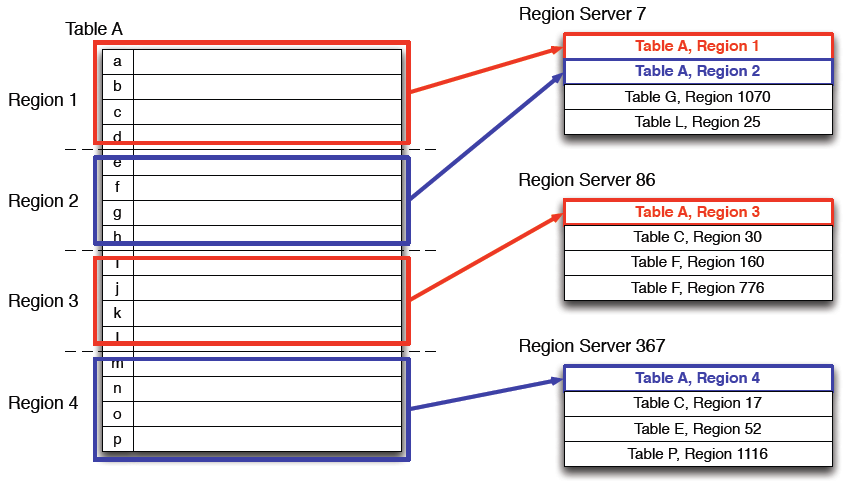 Table A
Region 1
a
b
c
d
Region 2
e
f
g
h
Region 3
i
j
k
l
Region 4
m
n
o
p
Region Server 7
Table A, Region 1
Table A, Region 2
Table G, Region 1070
Table L, Region 25
Region Server 86
Table A, Region 3
Table C, Region 30
Table F, Region 160
Table F, Region 776
Region Server 367
Table A, Region 4
Table C, Region 17
Table E, Region 52
Table P, Region 1116